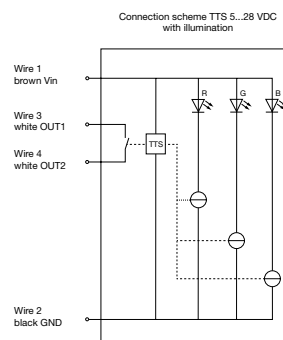 Connection scheme TTS 5...28 VDC
with illumination
Wire 1
brown Vin
R
G
B
Wire 3
white OUT1
TTS
Wire 4
white OUT2
Wire 2
black GND